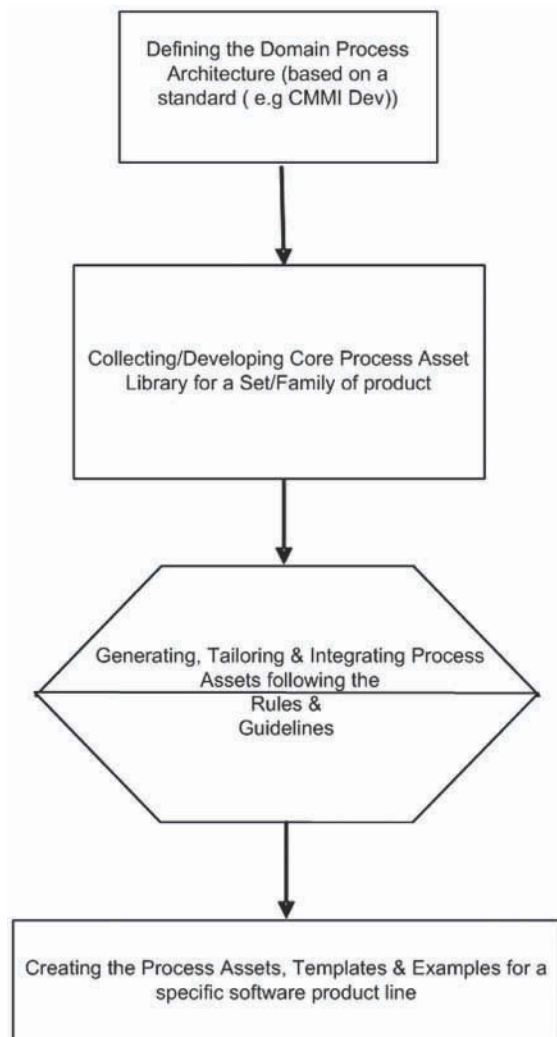 Defining the Domain Process
Architecture (based on a
standard ( e.g CMMI Dev))
Collecting/Developing Core Process Asset
Library for a Set/Family of product
Generating, Tailoring & Integrating Process
Assets following the
Rules &
Guidelines
Creating the Process Assets, Templates & Examples for a
specific software product line